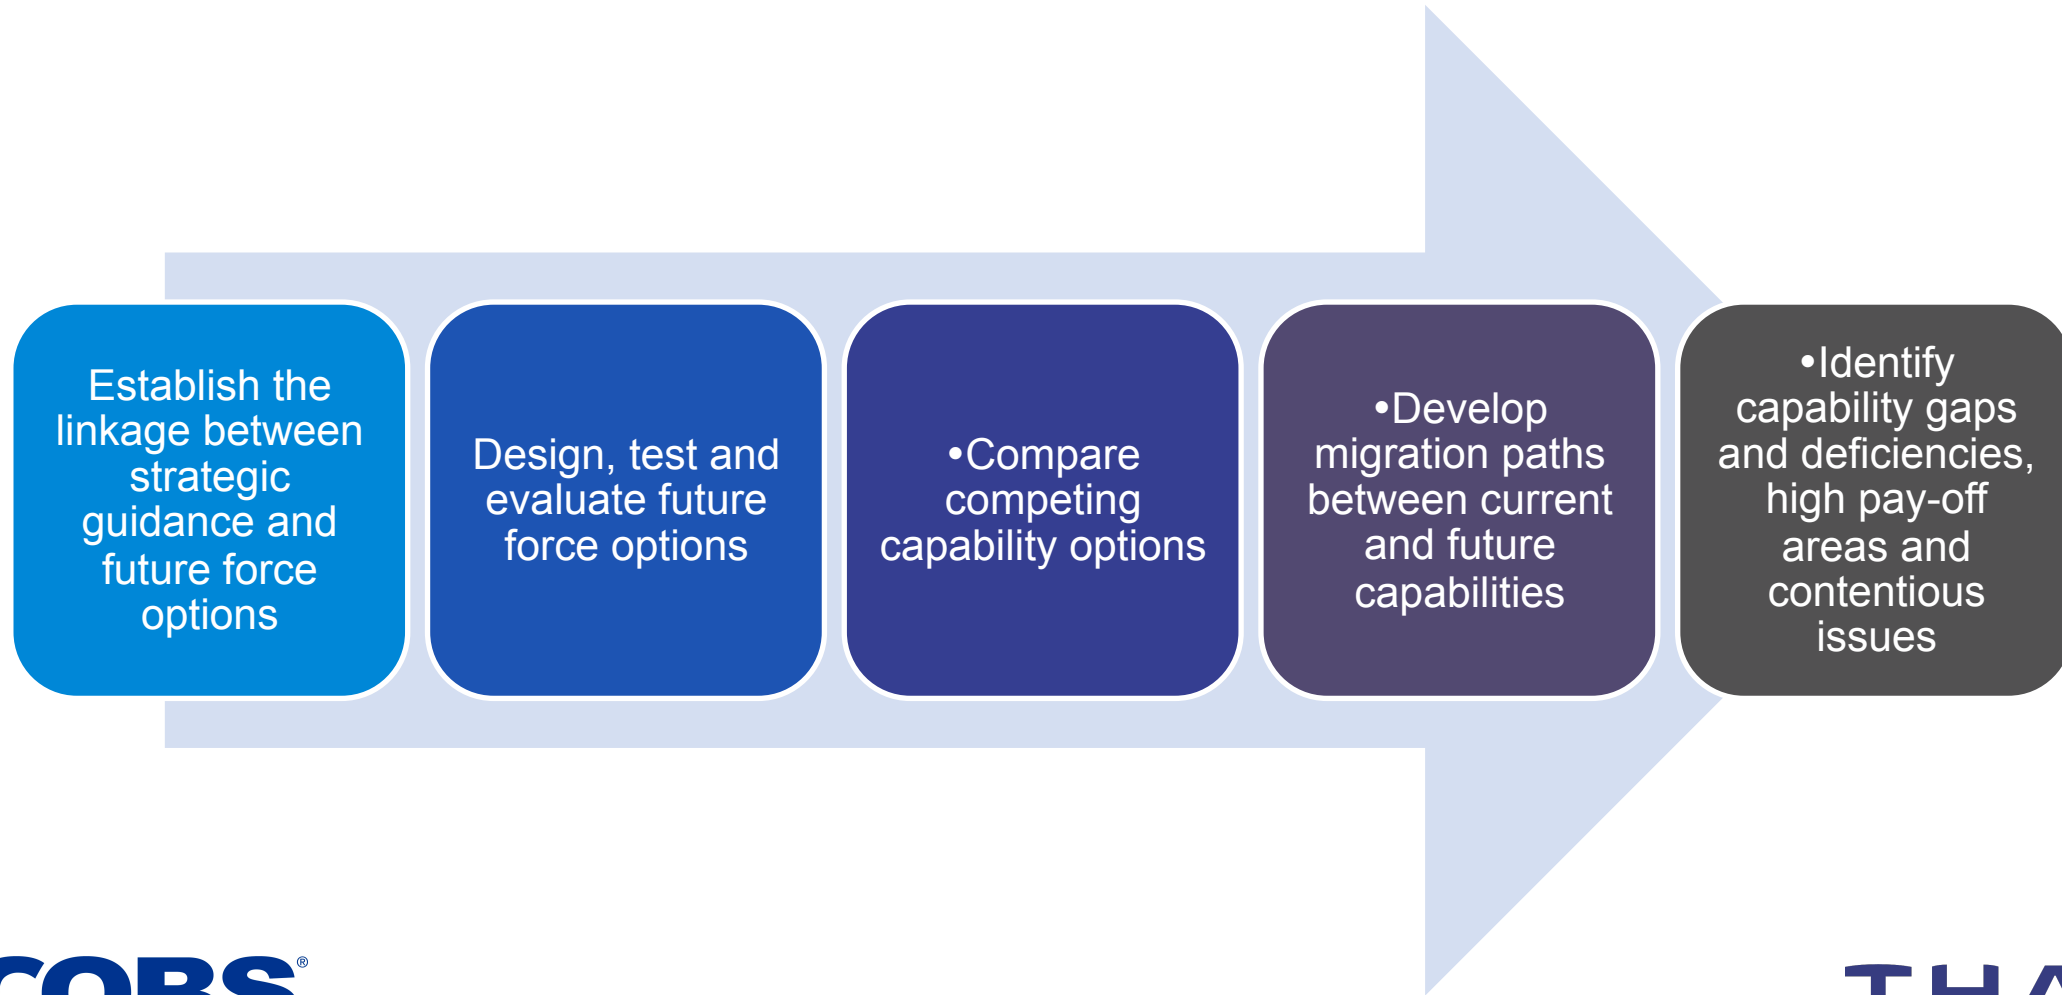 Establish the
linkage between
strategic
guidance and
future force
options
Design, test and
evaluate future
force options
•Compare
competing
capability options
•Develop
migration paths
between current
and future
capabilities
•Identify
capability gaps
and deficiencies,
high pay-off
areas and
contentious
issues
COBS®
THA